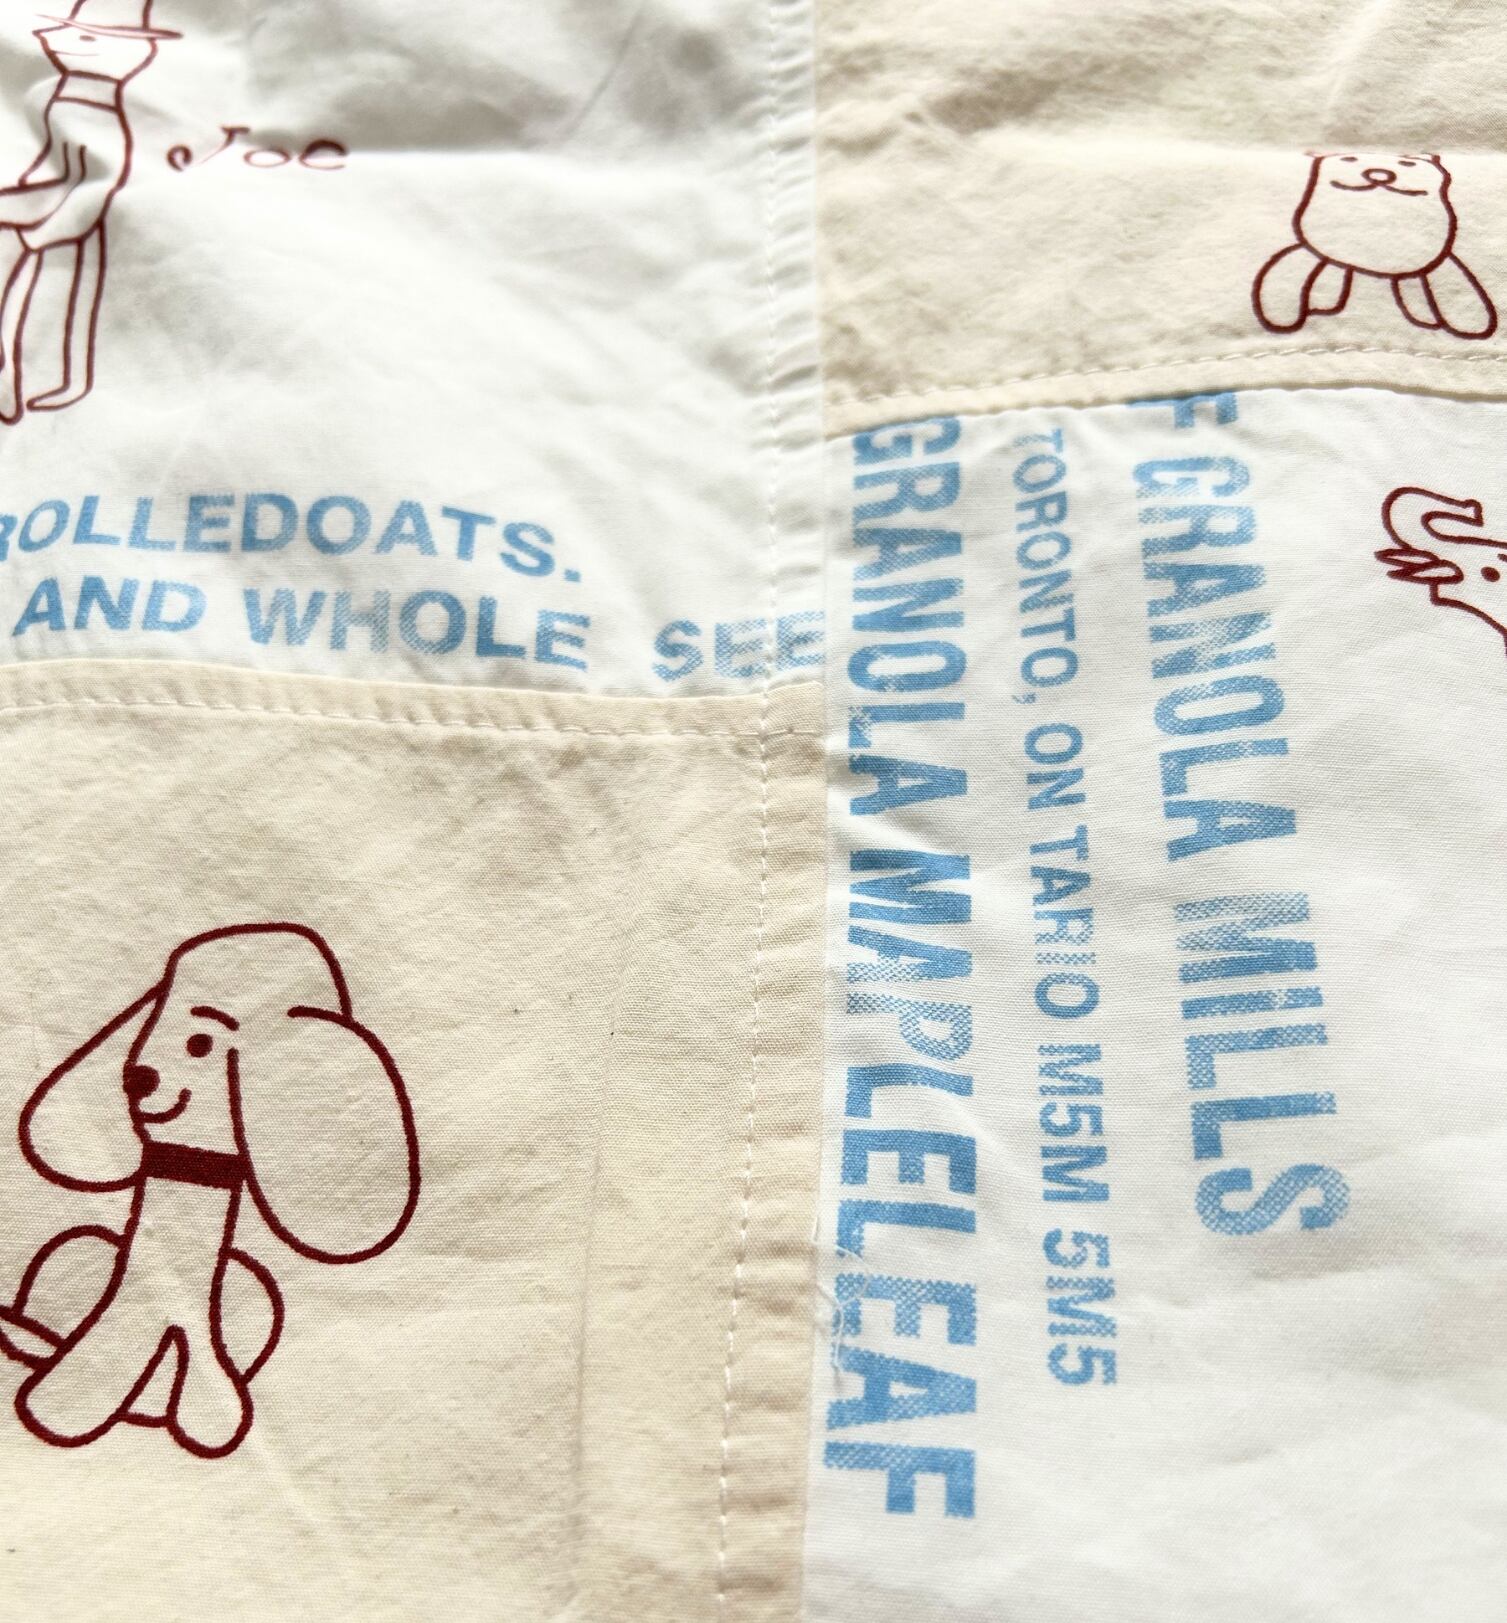 Joe
ROLLEDOATS.
AND WHOLE SEE
F GRANOLA MILLS
TORONTO, ON TARIO M5M 5M5
GRANOLA MAPLELEAF